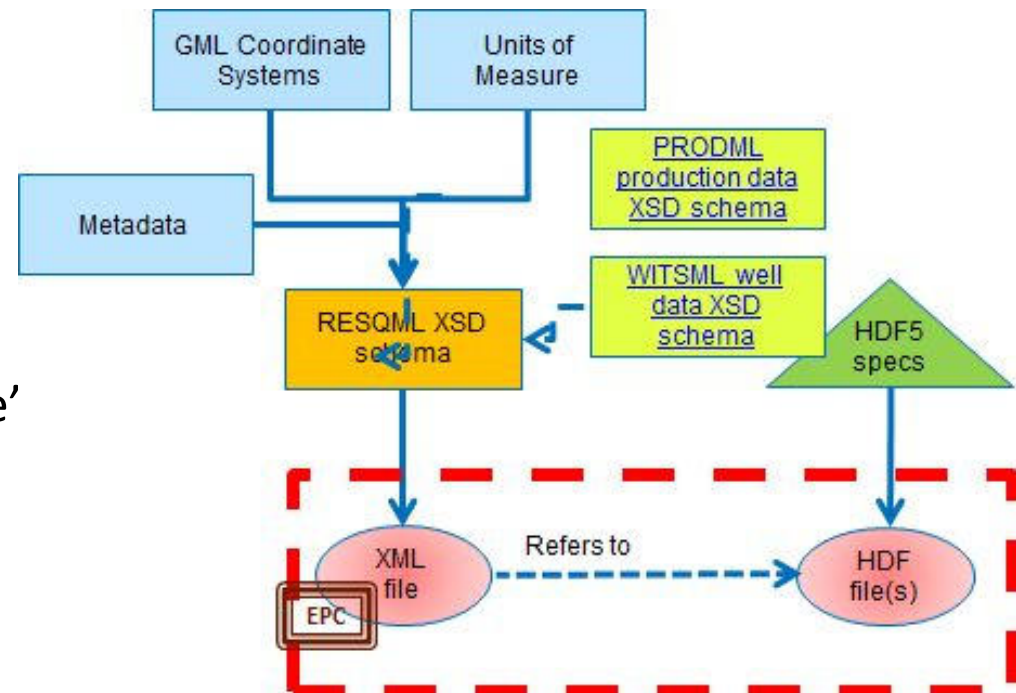 GML Coordinate
Systems
Units of
Measure
Metadata
PRODML
production data
XSD schema
RESQML XSD
schema
WITSML well
data XSD
schema
HDF5
specs
e’
XML
file
Refers to
HDF
file(s)
EPC